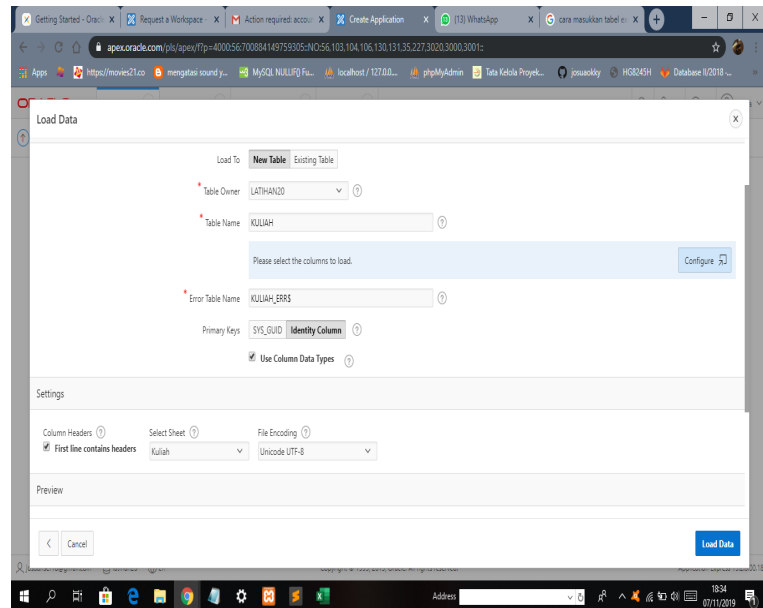 Getting Started - Oracle
Request a Workspace -
Action required: accour
Create Application
(13) WhatsApp
cara masukkan tabel e
apex.oracle.com/pls/apex/f?p=4000:56:700884149759305::NO:56,103,104,106,130,131,35,227,3020,3000,3001::
Apps
https://movies21.co
mengatasi sound y...
MySQL NULLIF() Fu...
localhost / 127.0.0....
phpMyAdmin
Tata Kelola Proyek...
josuaokky
HG8245H
Database II/2018 -...
Load Data
Load To New Table Existing Table
* Table Owner LATIHAN20
* Table Name KULIAH
Please select the columns to load. Configure
* Error Table Name KULIAH_ERR$
Primary Keys SYS_GUID Identity Column
Use Column Data Types
Settings
Column Headers Select Sheet File Encoding
First line contains headers Kuliah Unicode UTF-8
Preview
Cancel Load Data
Address
18:34
07/11/2019